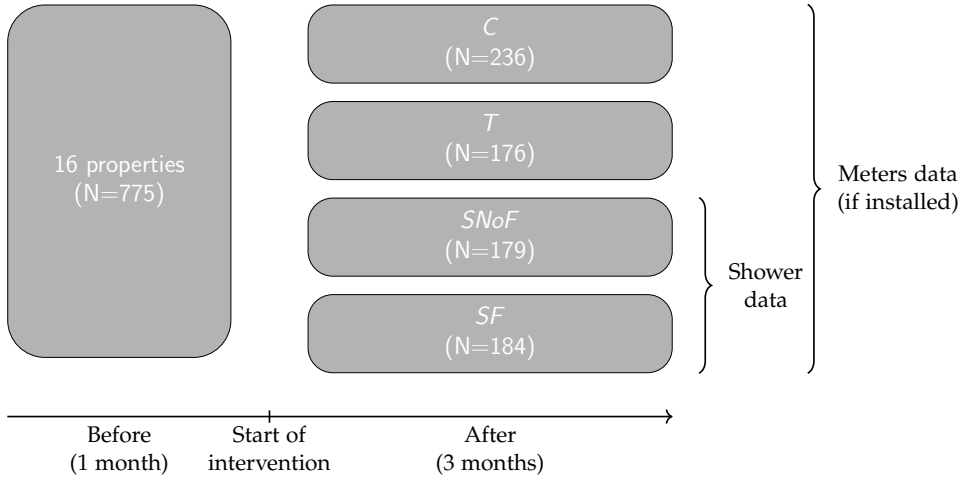 16 properties
(N=775)
C
(N=236)
T
(N=176)
SNoF
(N=179)
SF
(N=184)
Shower
data
Meters data
(if installed)
Before
(1 month)
Start of
intervention
After
(3 months)